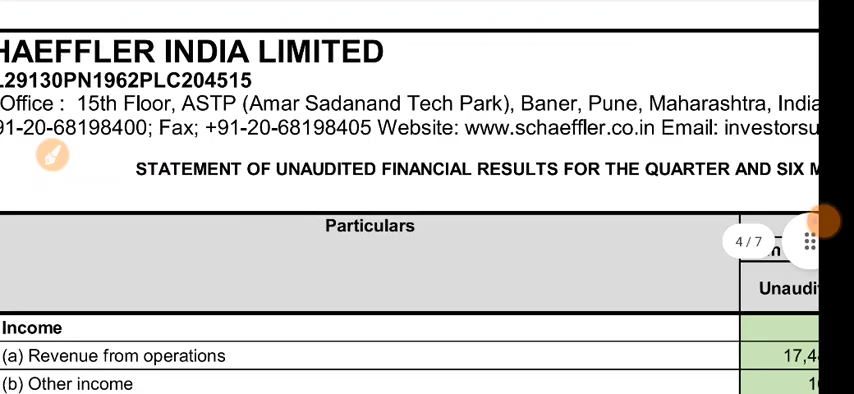 HAEFFLER INDIA LIMITED
L29130PN1962PLC204515
Office : 15th Floor, ASTP (Amar Sadanand Tech Park), Baner, Pune, Maharashtra, India
91-20-68198400; Fax; +91-20-68198405 Website: www.schaeffler.co.in Email: investorsu
STATEMENT OF UNAUDITED FINANCIAL RESULTS FOR THE QUARTER AND SIX M
Particulars
4 / 7
Unaudi
Income
(a) Revenue from operations 17,4
(b) Other income 1